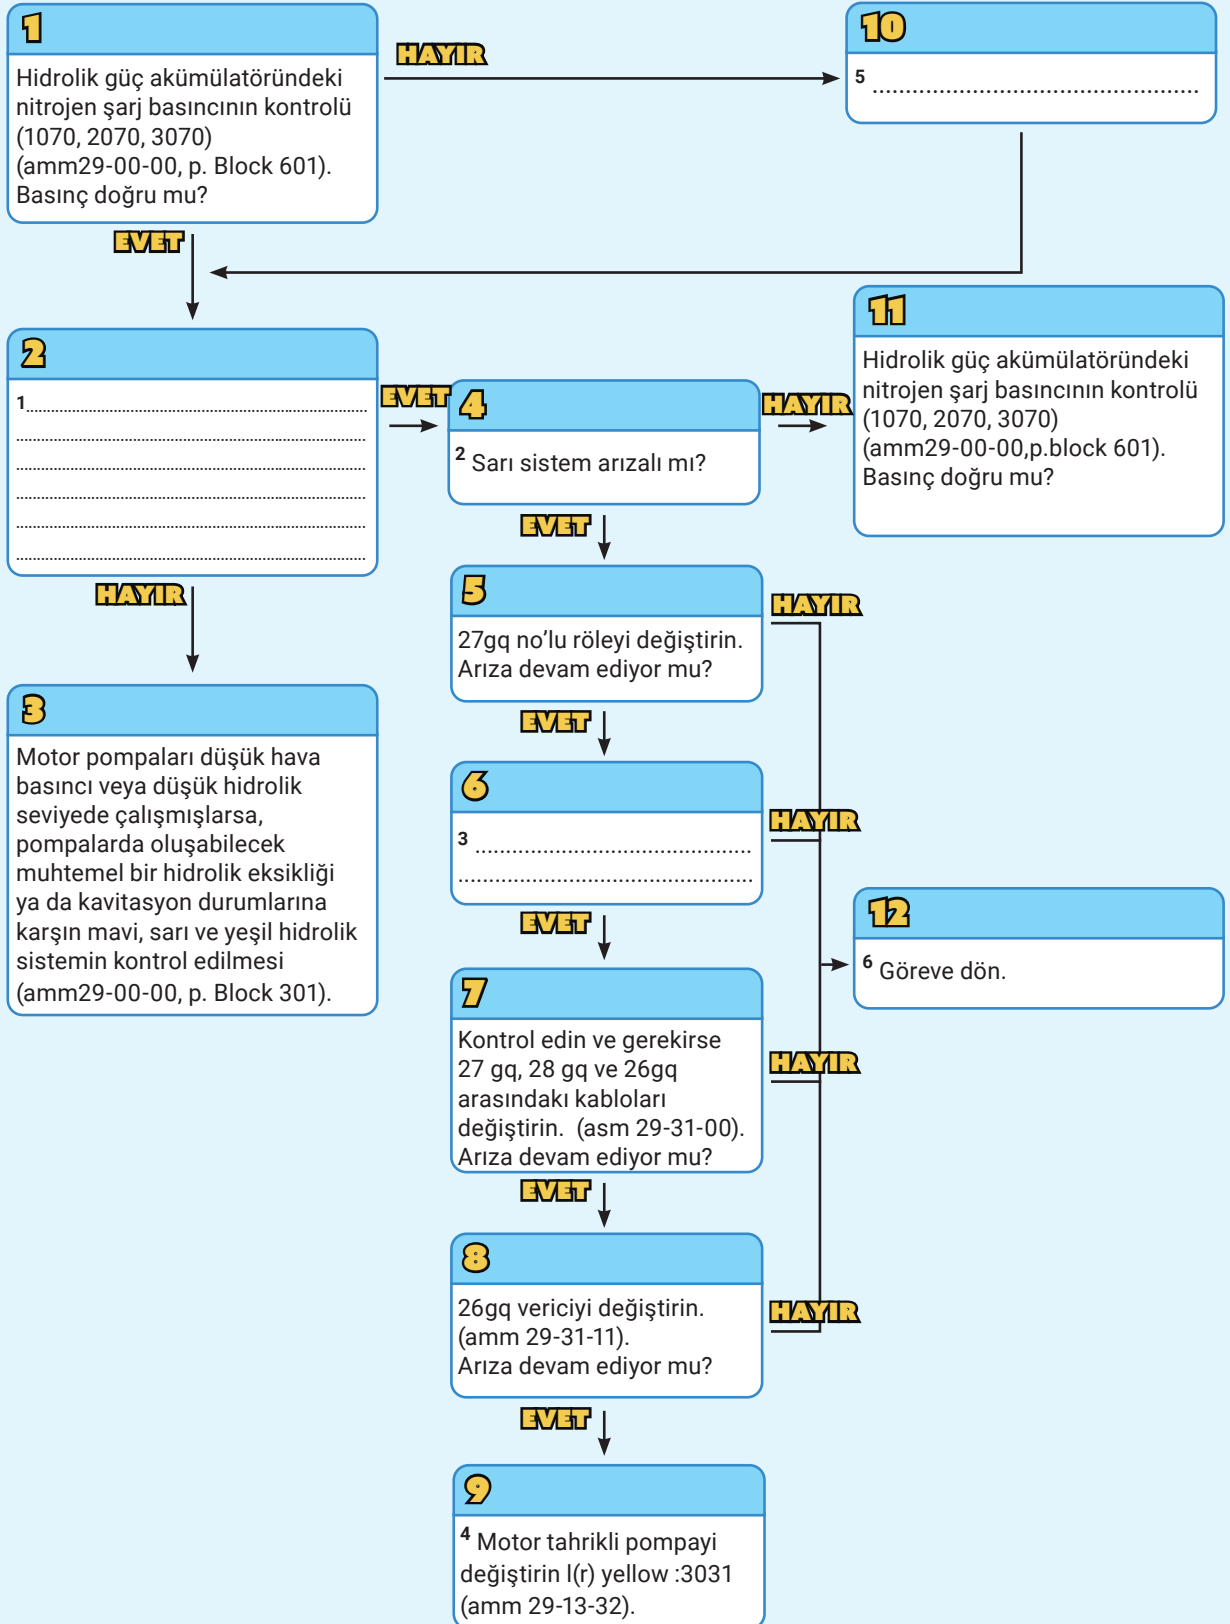 1
Hidrolik güç akümülatöründeki
nitrojen şarj basıncının kontrolü
(1070, 2070, 3070)
(amm29-00-00, p. Block 601).
Basınç doğru mu?
HAYIR
10
5 ................................................
EVET
2
1......................................................................................
........................................................................................
........................................................................................
........................................................................................
........................................................................................
........................................................................................
HAYIR
3
Motor pompaları düşük hava
basıncı veya düşük hidrolik
seviyede çalışmışlarsa,
pompalarda oluşabilecek
muhtemel bir hidrolik eksikliği
ya da kavitasyon durumlarına
karşın mavi, sarı ve yeşil hidrolik
sistemin kontrol edilmesi
(amm29-00-00, p. Block 301).
EVET
4
2 Sarı sistem arızalı mı?
HAYIR
11
Hidrolik güç akümülatöründeki
nitrojen şarj basıncının kontrolü
(1070, 2070, 3070)
(amm29-00-00,p.block 601).
Basınç doğru mu?
EVET
5
27gq no’lu röleyi değiştirin.
Arıza devam ediyor mu?
HAYIR
EVET
6
3 ..........................................
.............................................
HAYIR
EVET
7
Kontrol edin ve gerekirse
27 gq, 28 gq ve 26gq
arasındakı kabloları
değiştirin. (asm 29-31-00).
Arıza devam ediyor mu?
HAYIR
EVET
8
26gq vericiyi değiştirin.
(amm 29-31-11).
Arıza devam ediyor mu?
HAYIR
EVET
9
4 Motor tahrikli pompayi
değiştirin l(r) yellow :3031
(amm 29-13-32).
12
6 Göreve dön.